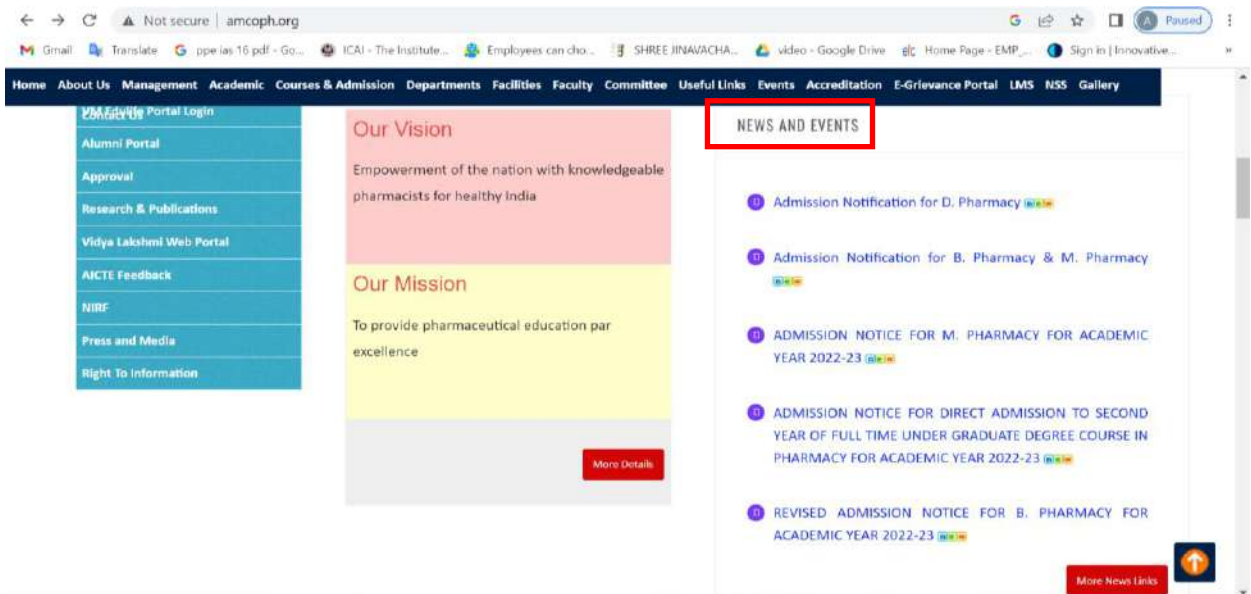 Not secure | amcoph.org
Paused
Gmail Translate ppe ias 16 pdf - Go... ICAI - The Institute... Employees can cho... SHREE JINAVACHA... video - Google Drive Home Page - EMP_... Sign in | Innovative...
Home About Us Management Academic Courses & Admission Departments Facilities Faculty Committee Useful Links Events Accreditation E-Grievance Portal LMS NSS Gallery
Contact Us
Portal Login
Alumni Portal
Approval
Research & Publications
Vidya Lakshmi Web Portal
AICTE Feedback
NIRF
Press and Media
Right To Information
Our Vision
Empowerment of the nation with knowledgeable
pharmacists for healthy India
Our Mission
To provide pharmaceutical education par
excellence
More Details
NEWS AND EVENTS
Admission Notification for D. Pharmacy new
Admission Notification for B. Pharmacy & M. Pharmacy
new
ADMISSION NOTICE FOR M. PHARMACY FOR ACADEMIC
YEAR 2022-23 new
ADMISSION NOTICE FOR DIRECT ADMISSION TO SECOND
YEAR OF FULL TIME UNDER GRADUATE DEGREE COURSE IN
PHARMACY FOR ACADEMIC YEAR 2022-23 new
REVISED ADMISSION NOTICE FOR B. PHARMACY FOR
ACADEMIC YEAR 2022-23 new
More News Links